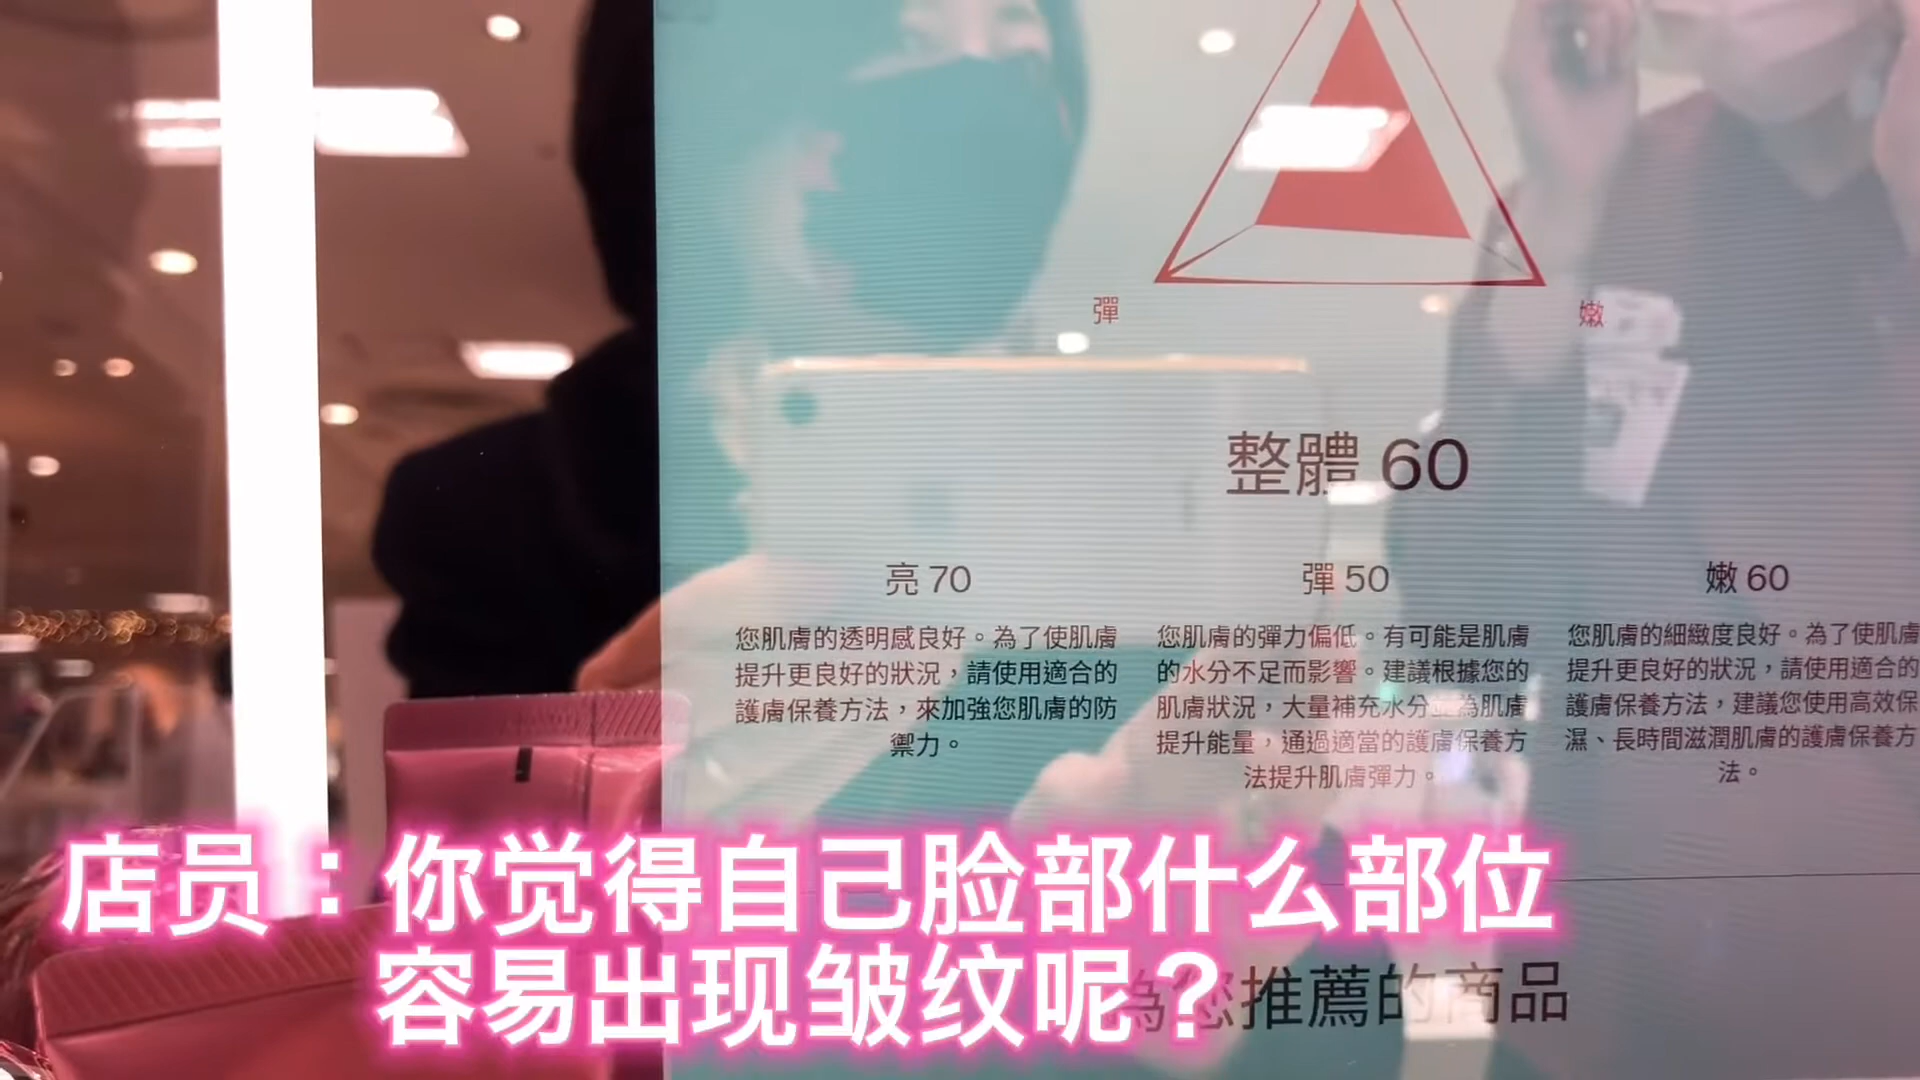 彈
嫩
整體 60
亮 70
您肌膚的透明感良好。為了使肌膚
提升更良好的狀況，請使用適合的
護膚保養方法，來加強您肌膚的防
禦力。
彈 50
您肌膚的彈力偏低。有可能是肌膚
的水分不足而影響。建議根據您的
肌膚狀況，大量補充水分並為肌膚
提升能量，通過適當的護膚保養方
法提升肌膚彈力。
嫩 60
您肌膚的細緻度良好。為了使肌膚
提升更良好的狀況，請使用適合的
護膚保養方法，建議您使用高效保
濕、長時間滋潤肌膚的護膚保養方
法。
店员：你觉得自己脸部什么部位
容易出现皱纹呢？
為您推薦的商品